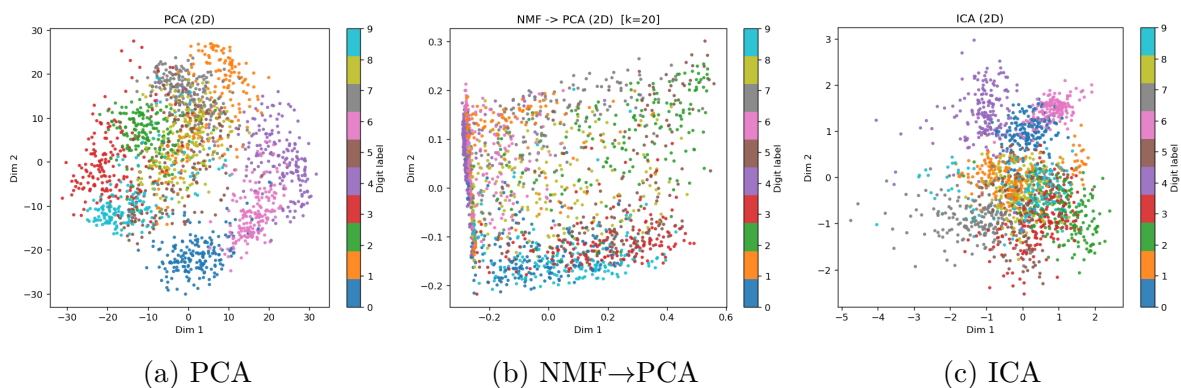 PCA (2D)
30
20
10
0
−10
−20
−30
Dim 2
−30 −20 −10 0 10 20 30
Dim 1
9
8
7
6
5
4
3
2
1
0
Digit label
(a) PCA
NMF -> PCA (2D) [k=20]
0.3
0.2
0.1
0.0
−0.1
−0.2
Dim 2
−0.2 0.0 0.2 0.4 0.6
Dim 1
9
8
7
6
5
4
3
2
1
0
Digit label
(b) NMF→PCA
ICA (2D)
3
2
1
0
−1
−2
Dim 2
−5 −4 −3 −2 −1 0 1 2
Dim 1
9
8
7
6
5
4
3
2
1
0
Digit label
(c) ICA